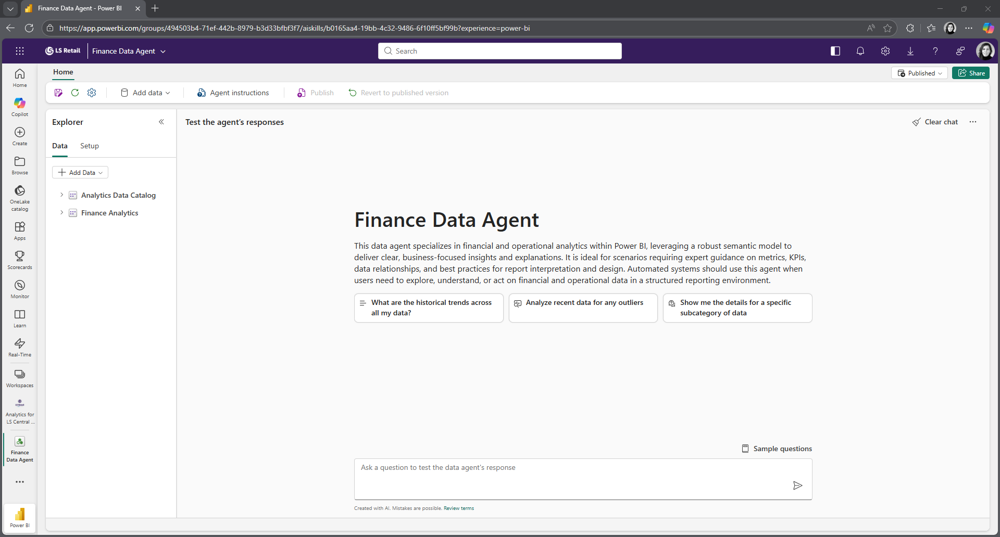 Finance Data Agent - Power BI
https://app.powerbi.com/groups/494503b4-71ef-442b-8979-b3d33bfbf3f7/aiskills/b0165aa4-19bb-4c32-9486-6f10ff5bf99b?experience=power-bi
LS Retail
Finance Data Agent
Search
Home
Published
Share
Add data
Agent instructions
Publish
Revert to published version
Home
Copilot
Create
Browse
OneLake
catalog
Apps
Scorecards
Monitor
Learn
Real-Time
Workspaces
LS Retail
Analytics for
LS Central ...
Finance
Data Agent
Power BI
Explorer
Data
Setup
Add Data
Analytics Data Catalog
Finance Analytics
Test the agent's responses
Clear chat
Finance Data Agent
This data agent specializes in financial and operational analytics within Power BI, leveraging a robust semantic model to
deliver clear, business-focused insights and explanations. It is ideal for scenarios requiring expert guidance on metrics, KPIs,
data relationships, and best practices for report interpretation and design. Automated systems should use this agent when
users need to explore, understand, or act on financial and operational data in a structured reporting environment.
What are the historical trends across
all my data?
Analyze recent data for any outliers
Show me the details for a specific
subcategory of data
Sample questions
Ask a question to test the data agent's response
Created with AI. Mistakes are possible. Review terms